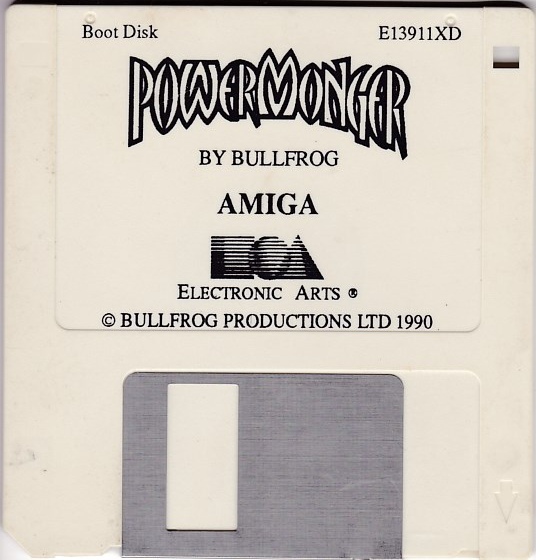 Boot Disk E13911XD
POWERMONGER
BY BULLFROG
AMIGA
ELECTRONIC ARTS ®
© BULLFROG PRODUCTIONS LTD 1990